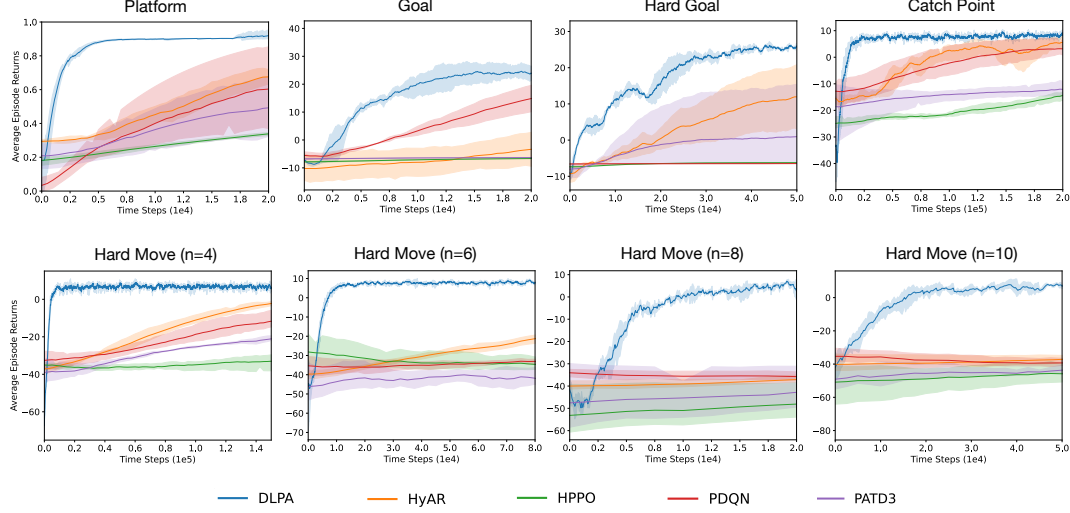 Platform
Goal
Hard Goal
Catch Point
Average Episode Returns
1.0
0.8
0.6
0.4
0.2
0.0
0.0 0.2 0.5 0.8 1.0 1.2 1.5 1.8 2.0
Time Steps (1e4)
40
30
20
10
0
−10
0.0 0.2 0.5 0.8 1.0 1.2 1.5 1.8 2.0
Time Steps (1e4)
30
20
10
0
−10
0.0 1.0 2.0 3.0 4.0 5.0
Time Steps (1e4)
10
0
−10
−20
−30
−40
0.0 0.2 0.5 0.8 1.0 1.2 1.5 1.8 2.0
Time Steps (1e5)
Hard Move (n=4)
Hard Move (n=6)
Hard Move (n=8)
Hard Move (n=10)
Average Episode Returns
0
−20
−40
−60
0.0 0.2 0.4 0.6 0.8 1.0 1.2 1.4
Time Steps (1e5)
10
0
−10
−20
−30
−40
−50
−60
−70
0.0 1.0 2.0 3.0 4.0 5.0 6.0 7.0 8.0
Time Steps (1e4)
10
0
−10
−20
−30
−40
−50
−60
0.0 0.2 0.5 0.8 1.0 1.2 1.5 1.8 2.0
Time Steps (1e4)
0
−20
−40
−60
−80
0.0 1.0 2.0 3.0 4.0 5.0
Time Steps (1e4)
DLPA HyAR HPPO PDQN PATD3